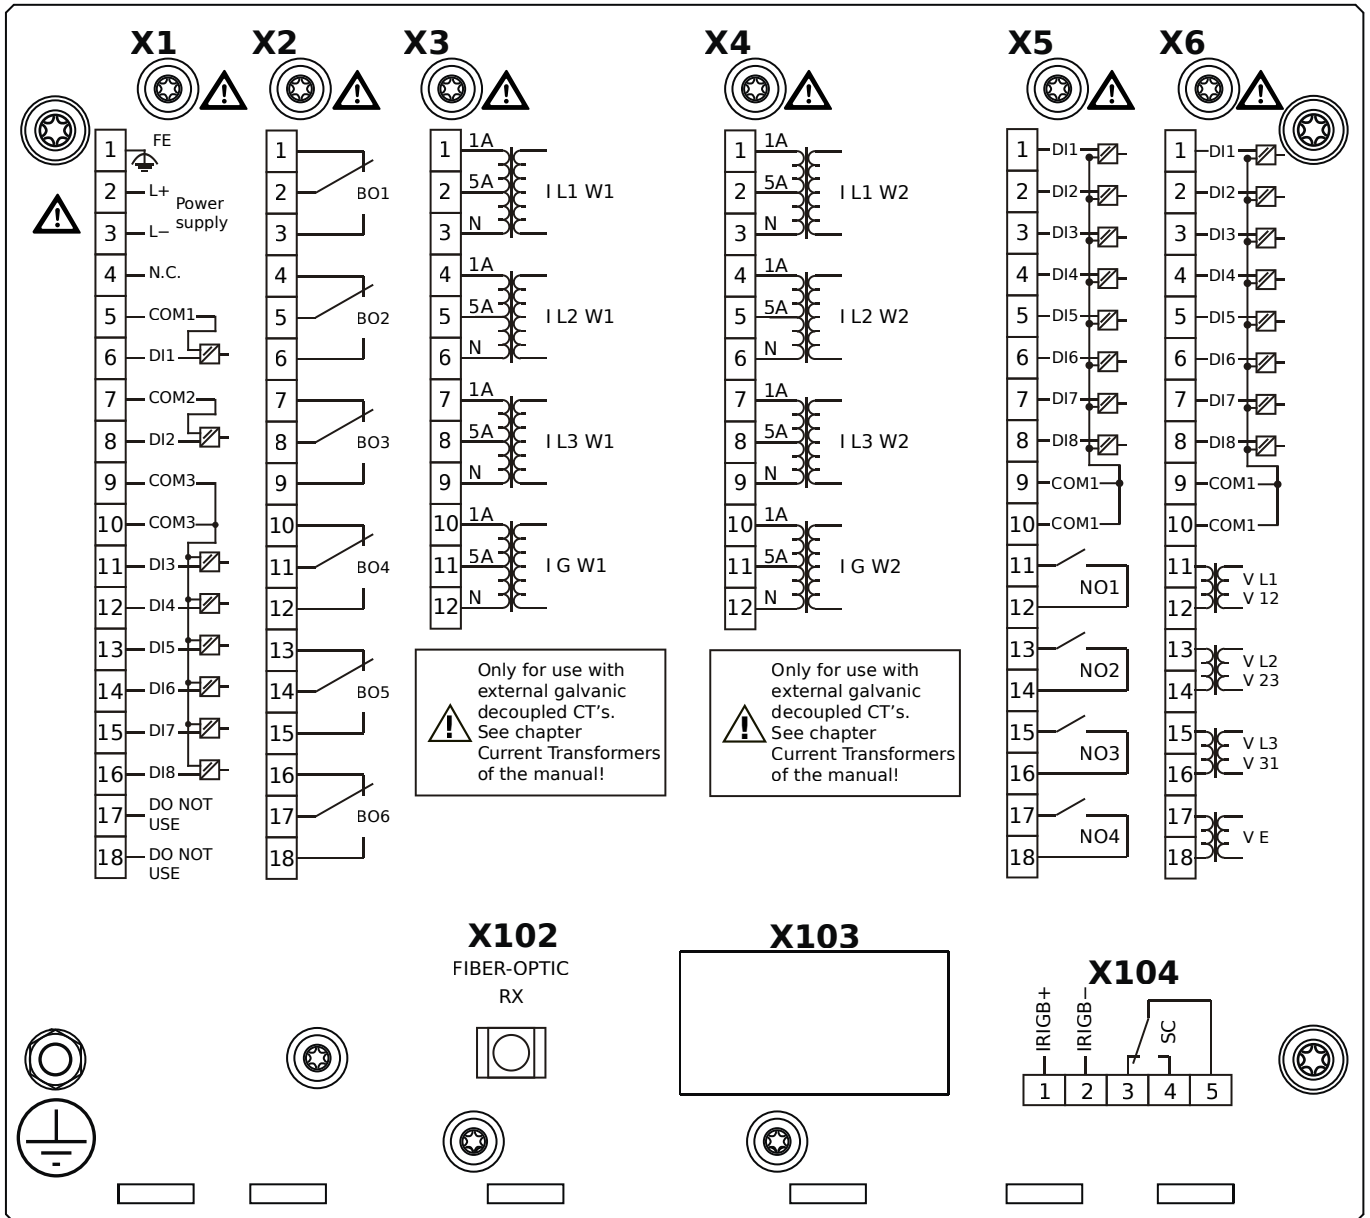 X1
1
FE
2
L+
3
L−
Power
supply
4
N.C.
5
COM1
6
DI1
7
COM2
8
DI2
9
COM3
10
COM3
11
DI3
12
DI4
13
DI5
14
DI6
15
DI7
16
DI8
17
DO NOT
USE
18
DO NOT
USE
X2
1
2
BO1
3
4
5
BO2
6
7
8
BO3
9
10
11
BO4
12
13
14
BO5
15
16
17
BO6
18
X3
1
1A
2
5A
I L1 W1
3
N
4
1A
5
5A
I L2 W1
6
N
7
1A
8
5A
I L3 W1
9
N
10
1A
11
5A
I G W1
12
N
Only for use with
external galvanic
decoupled CT's.
See chapter
Current Transformers
of the manual!
X4
1
1A
2
5A
I L1 W2
3
N
4
1A
5
5A
I L2 W2
6
N
7
1A
8
5A
I L3 W2
9
N
10
1A
11
5A
I G W2
12
N
Only for use with
external galvanic
decoupled CT's.
See chapter
Current Transformers
of the manual!
X5
1 DI1
2 DI2
3 DI3
4 DI4
5 DI5
6 DI6
7 DI7
8 DI8
9 COM1
10 COM1
11
NO1
12
13
NO2
14
15
NO3
16
17
NO4
18
X6
1 DI1
2 DI2
3 DI3
4 DI4
5 DI5
6 DI6
7 DI7
8 DI8
9 COM1
10 COM1
11
V L1
V 12
12
13
V L2
V 23
14
15
V L3
V 31
16
17
V E
18
X102
FIBER-OPTIC
RX
X103
X104
IRIGB+
IRIGB−
SC
1 2 3 4 5